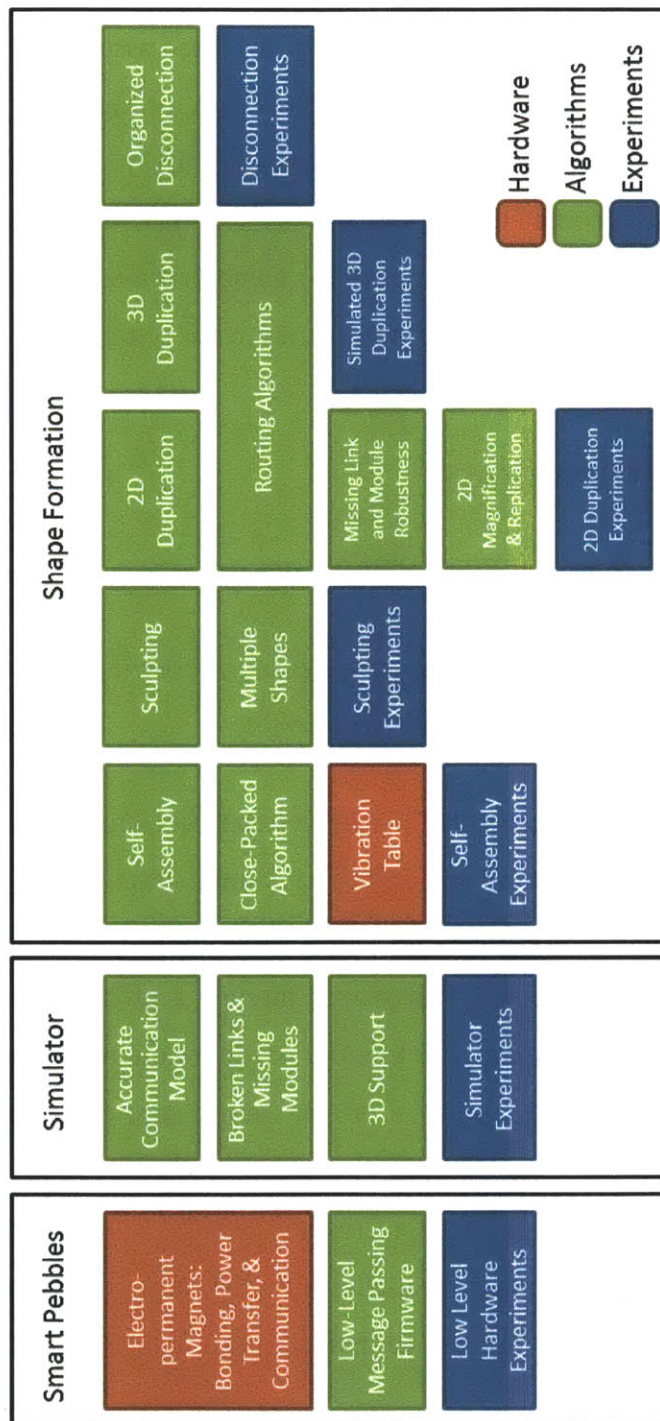 Smart Pebbles
Electro-
permanent
Magnets:
Bonding, Power
Transfer, &
Communication
Low-Level
Message Passing
Firmware
Low Level
Hardware
Experiments
Simulator
Accurate
Communication
Model
Broken Links &
Missing
Modules
3D Support
Simulator
Experiments
Shape Formation
Self-
Assembly
Close-Packed
Algorithm
Vibration
Table
Self-
Assembly
Experiments
Sculpting
Multiple
Shapes
Sculpting
Experiments
2D
Duplication
3D
Duplication
Routing Algorithms
Missing Link
and Module
Robustness
2D
Magnification
& Replication
2D Duplication
Experiments
Simulated 3D
Duplication
Experiments
Organized
Disconnection
Disconnection
Experiments
Hardware
Algorithms
Experiments